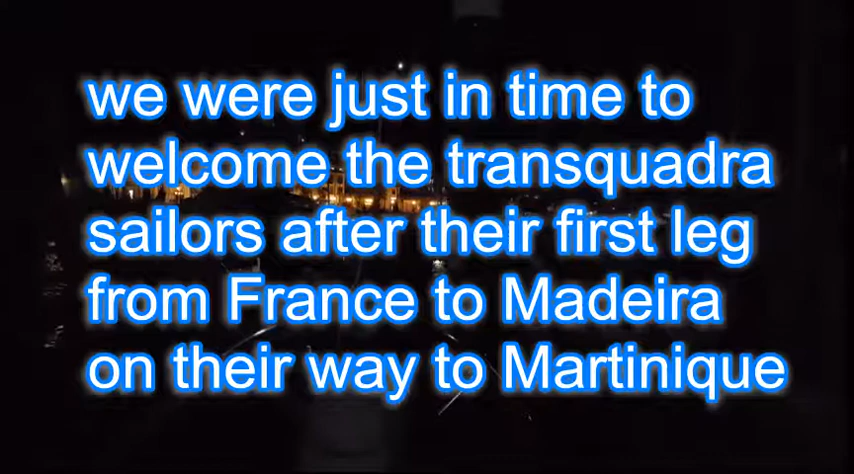 we were just in time to
welcome the transquadra
sailors after their first leg
from France to Madeira
on their way to Martinique